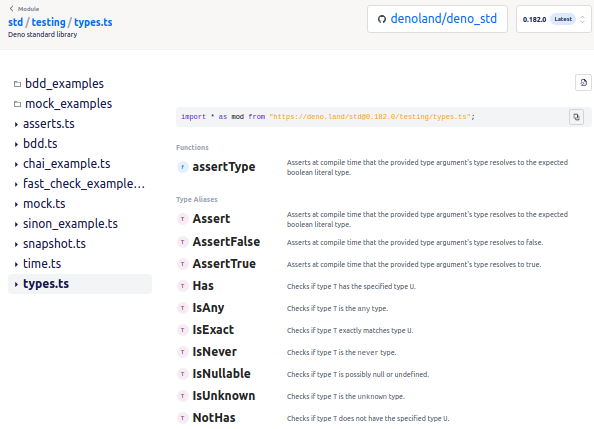 Module
std / testing / types.ts
Deno standard library
denoland/deno_std
0.182.0 Latest
bdd_examples
mock_examples
asserts.ts
bdd.ts
chai_example.ts
fast_check_example...
mock.ts
sinon_example.ts
snapshot.ts
time.ts
types.ts
import * as mod from "https://deno.land/std@0.182.0/testing/types.ts";
Functions
f assertType Asserts at compile time that the provided type argument's type resolves to the expected
boolean literal type.
Type Aliases
T Assert Asserts at compile time that the provided type argument's type resolves to the expected
boolean literal type.
T AssertFalse Asserts at compile time that the provided type argument's type resolves to false.
T AssertTrue Asserts at compile time that the provided type argument's type resolves to true.
T Has Checks if type T has the specified type U.
T IsAny Checks if type T is the any type.
T IsExact Checks if type T exactly matches type U.
T IsNever Checks if type T is the never type.
T IsNullable Checks if type T is possibly null or undefined.
T IsUnknown Checks if type T is the unknown type.
T NotHas Checks if type T does not have the specified type U.